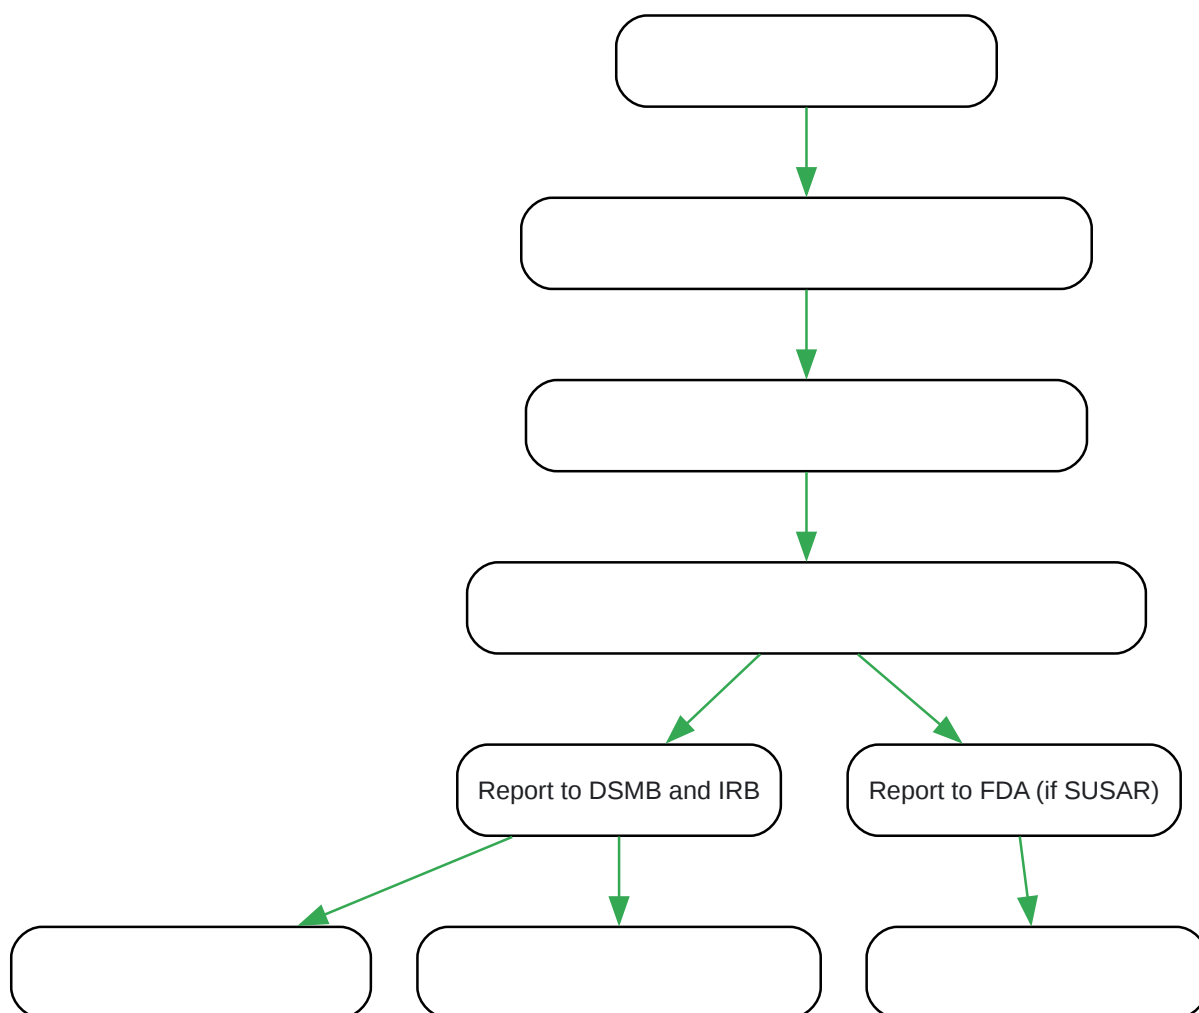 Report to DSMB and IRB
Report to FDA (if SUSAR)